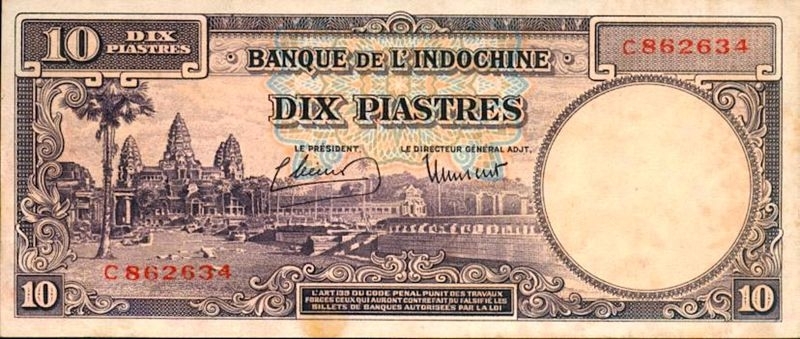 10 DIX
PIASTRES
C862634
BANQUE DE L'INDOCHINE
DIX PIASTRES
LE PRÉSIDENT, LE DIRECTEUR GÉNÉRAL ADJT.
C862634
10
L'ART 139 DU CODE PENAL PUNIT DES TRAVAUX
FORCES CEUX QUI AURONT CONTREFAIT OU FALSIFIÉ LES
BILLETS DE BANQUES AUTORISEES PAR LA LOI
10